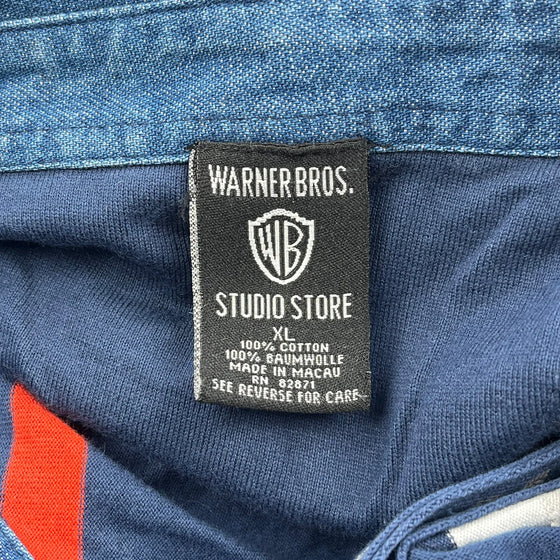 WARNER BROS.
WB
STUDIO STORE
XL
100% COTTON
100% BAUMWOLLE
MADE IN MACAU
RN 82871
SEE REVERSE FOR CARE